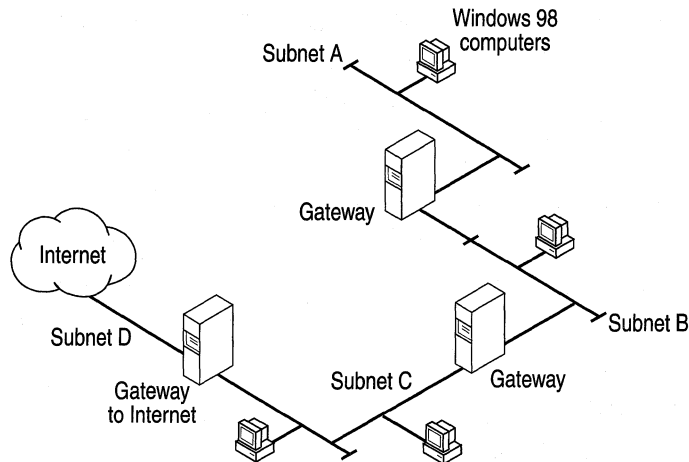 Windows 98
computers
Subnet A
Gateway
Internet
Subnet B
Subnet D
Subnet C
Gateway
Gateway
to Internet